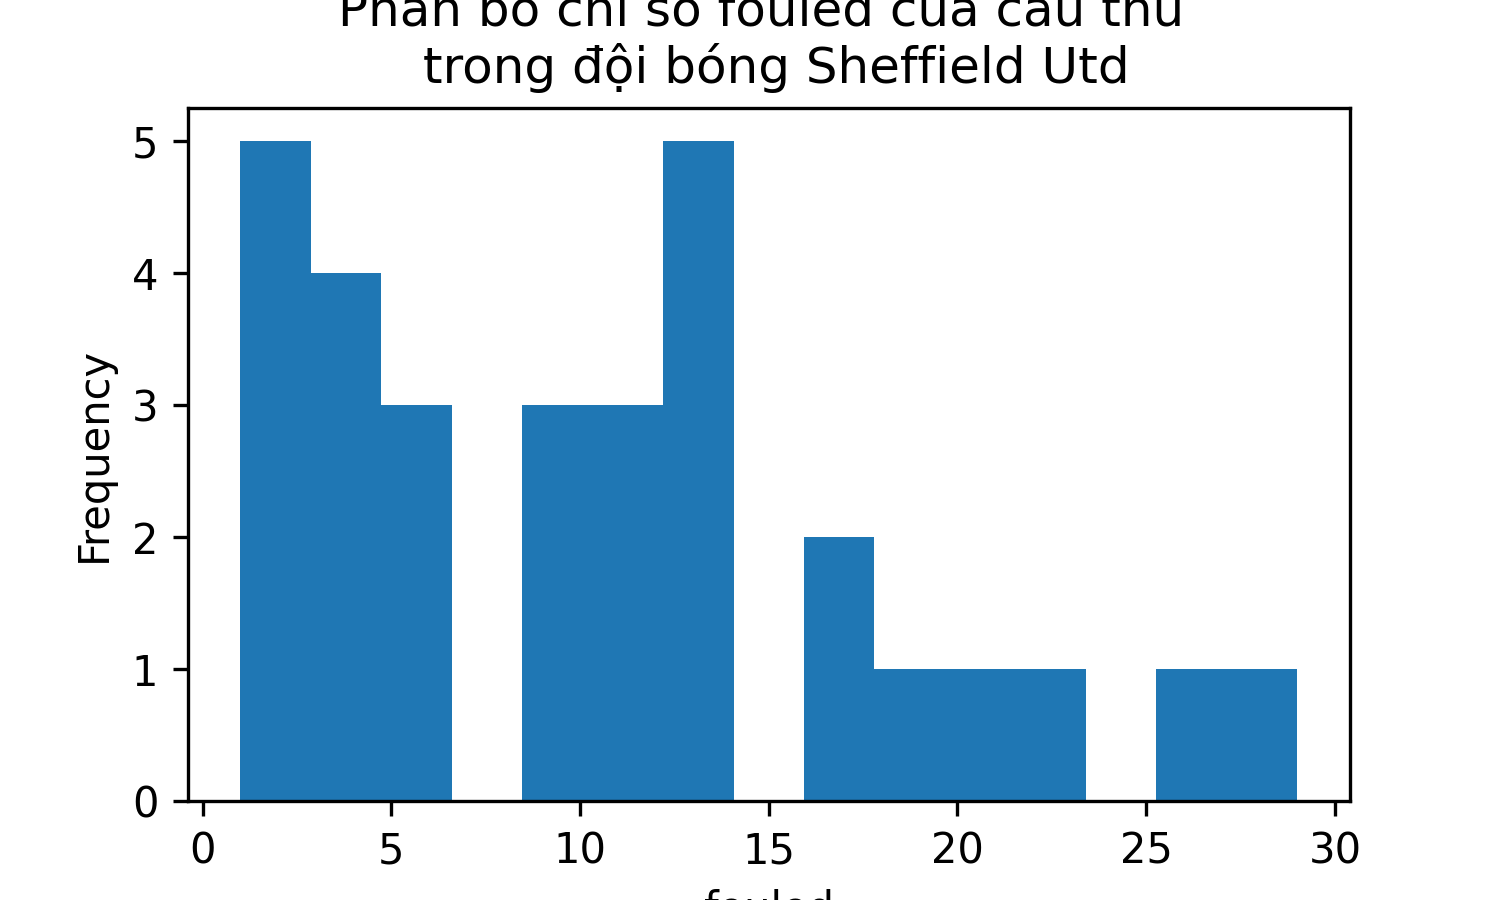 Phân bố chỉ số fouled của cầu thủ
trong đội bóng Sheffield Utd
5
4
3
2
1
0
Frequency
0 5 10 15 20 25 30
fouled